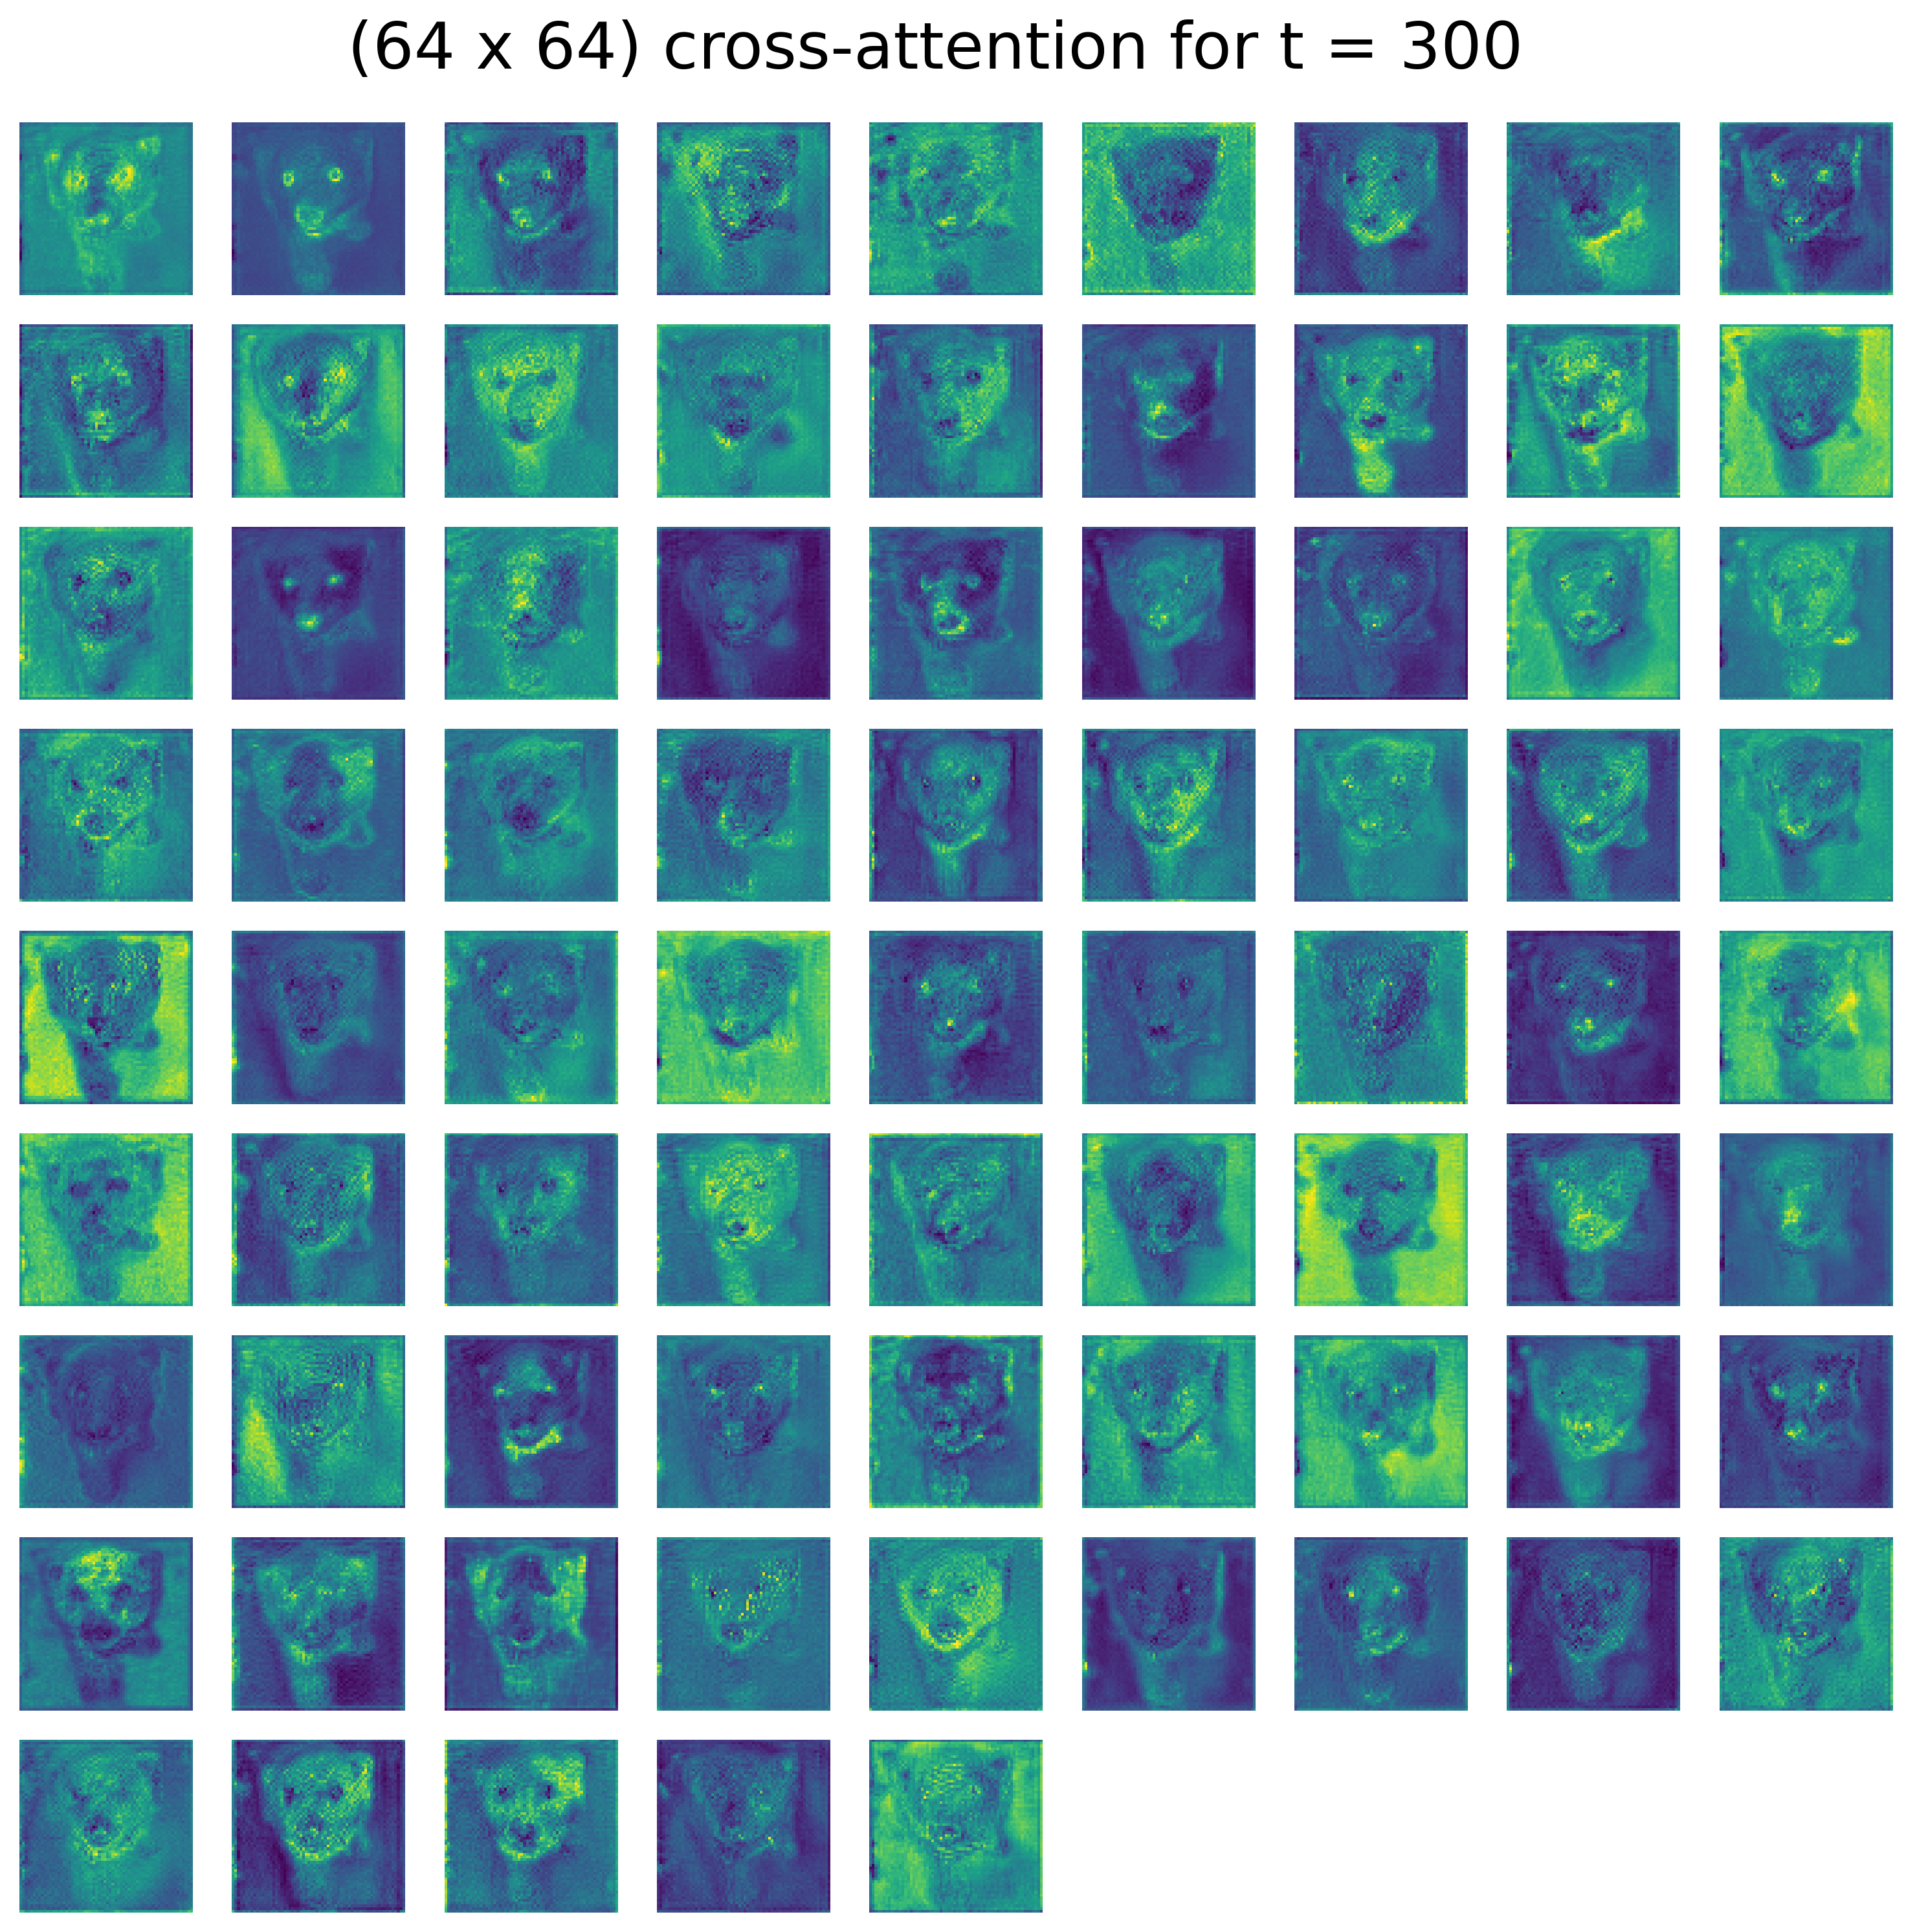 (64 x 64) cross-attention for t = 300